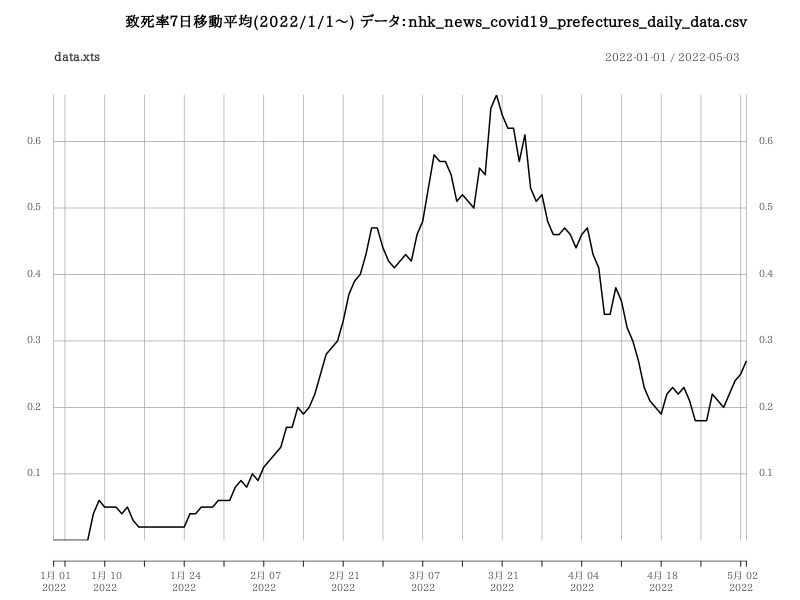 致死率7日移動平均(2022/1/1～) データ:nhk_news_covid19_prefectures_daily_data.csv
data.xts 2022-01-01 / 2022-05-03
0.6 0.6
0.5 0.5
0.4 0.4
0.3 0.3
0.2 0.2
0.1 0.1
1月 01 1月 10 1月 24 2月 07 2月 21 3月 07 3月 21 4月 04 4月 18 5月 02
2022 2022 2022 2022 2022 2022 2022 2022 2022 2022